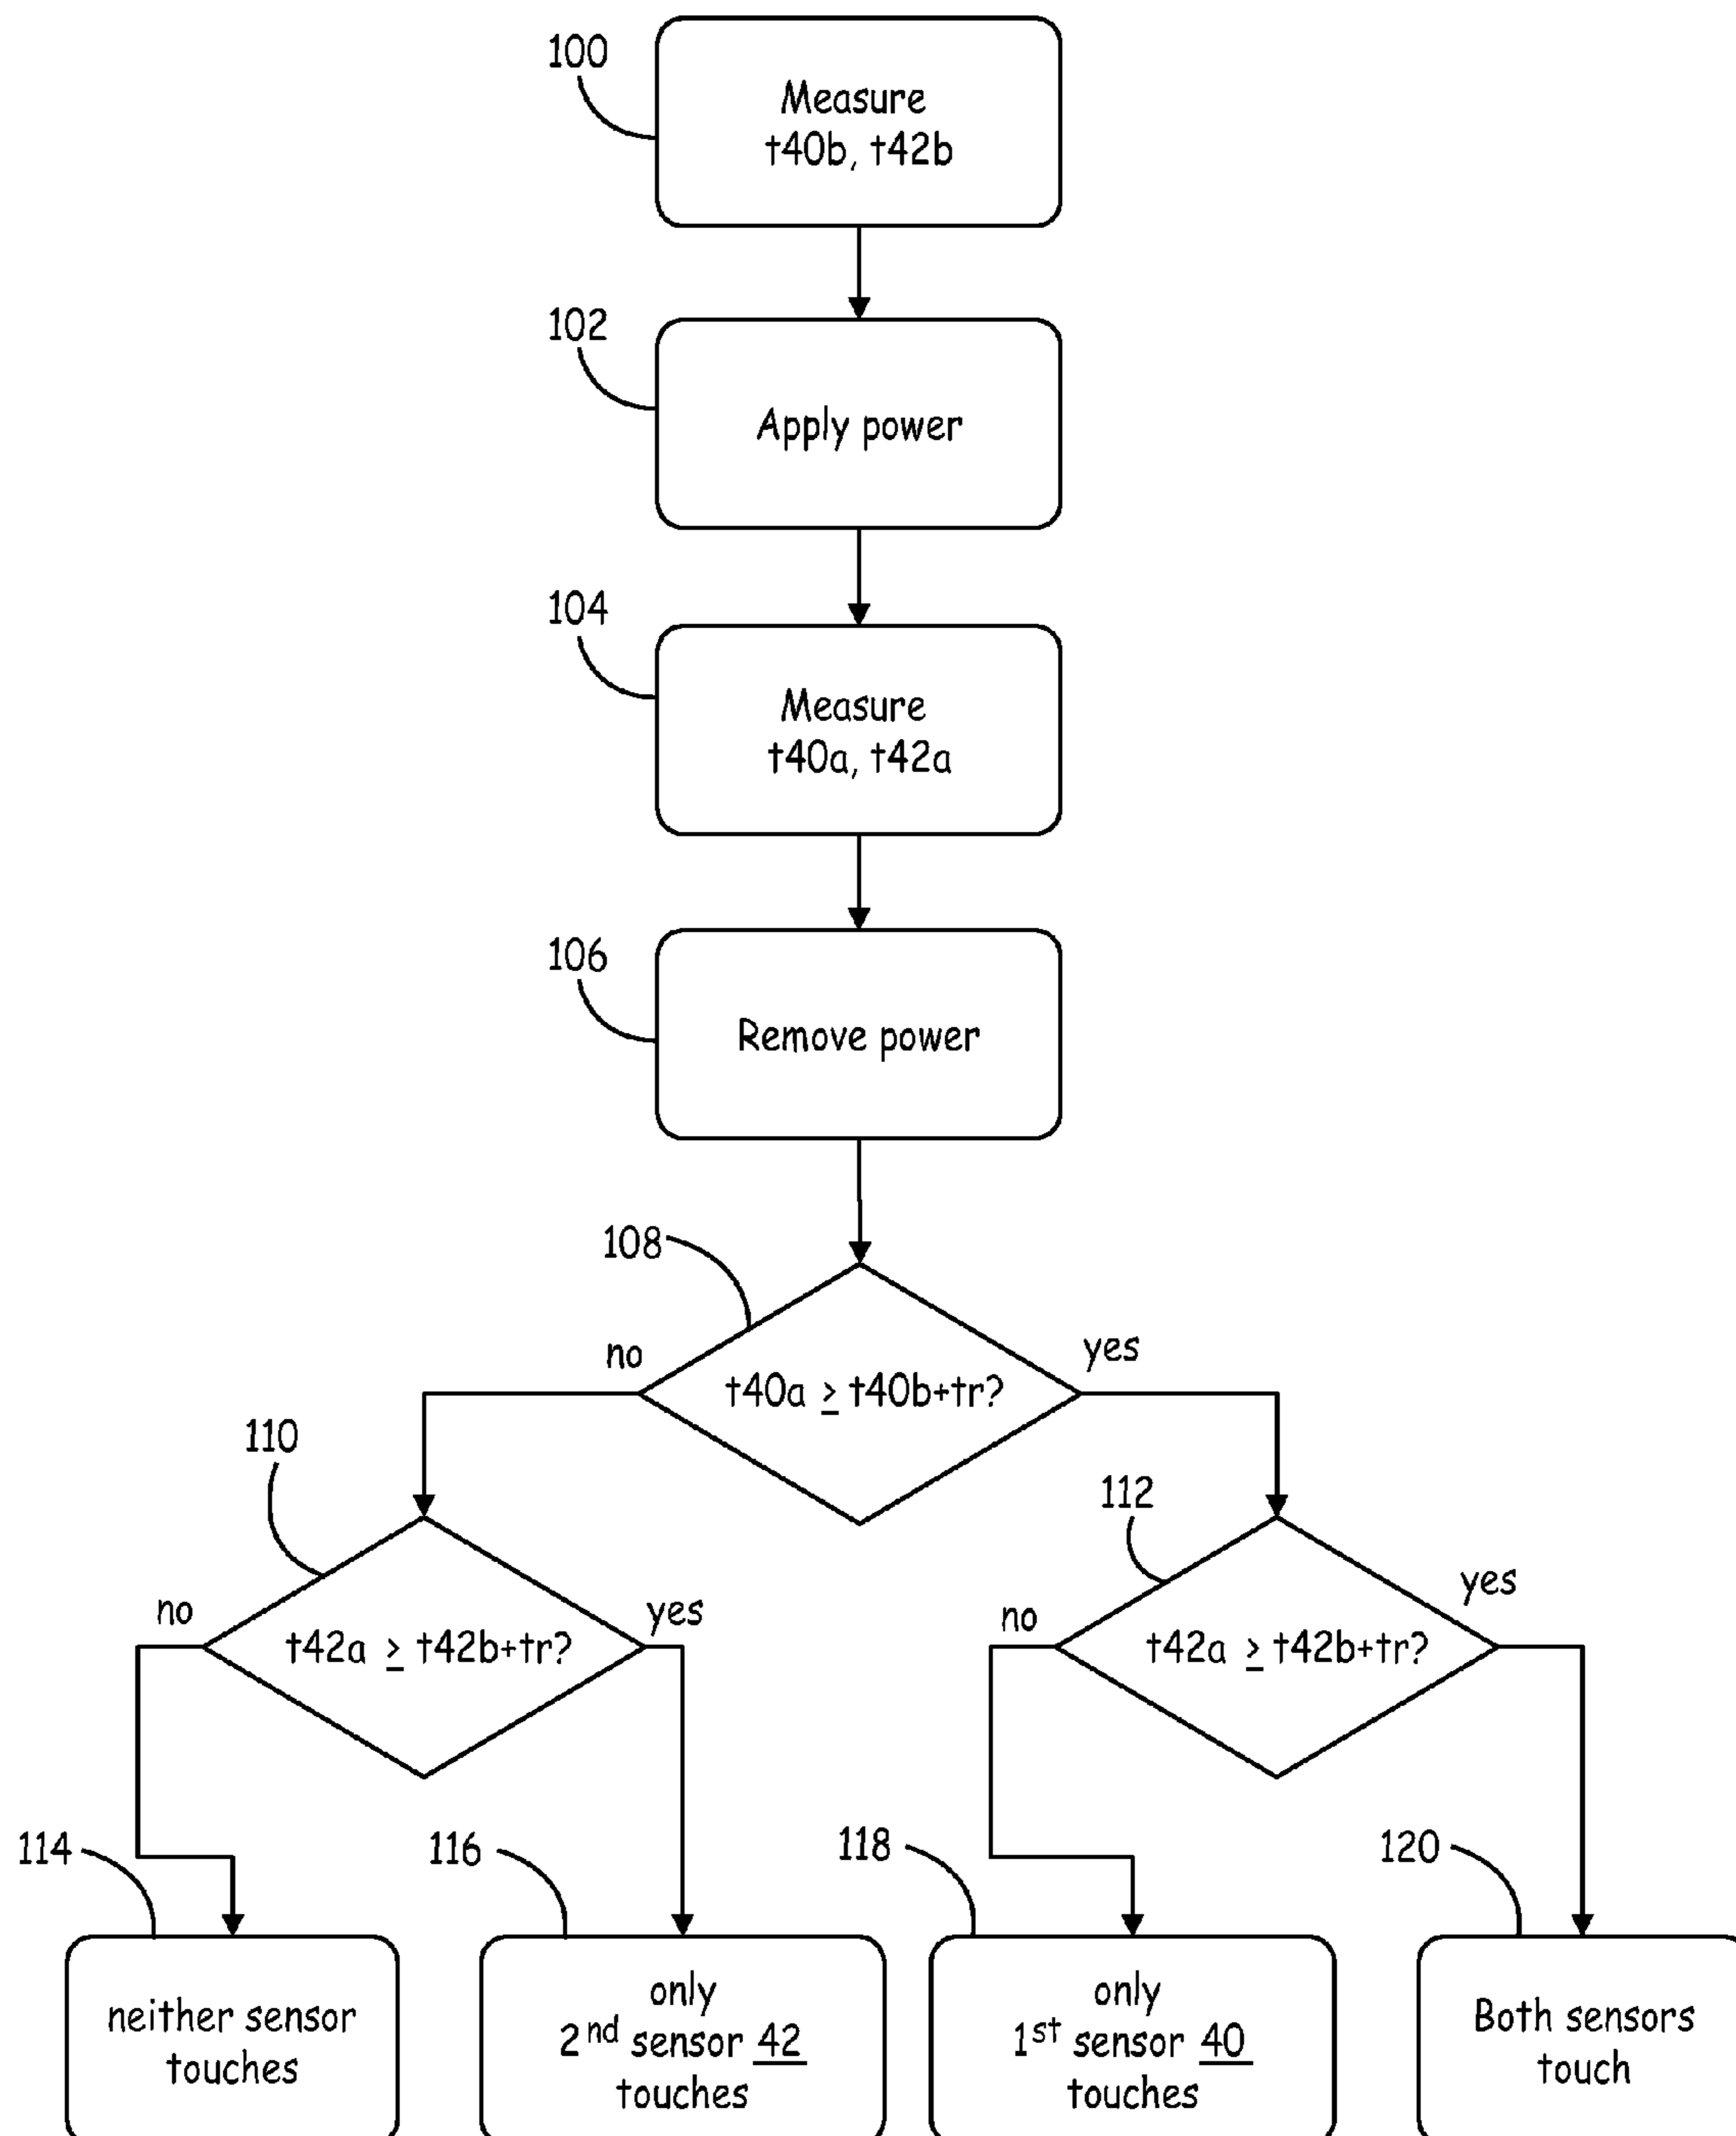 100
Measure
t40b, t42b
102
Apply power
104
Measure
t40a, t42a
106
Remove power
108
no
yes
t40a ≥ t40b+tr?
110
112
no
yes
t42a ≥ t42b+tr?
no
yes
t42a ≥ t42b+tr?
114
116
118
120
neither sensor
touches
only
2nd sensor 42
touches
only
1st sensor 40
touches
Both sensors
touch